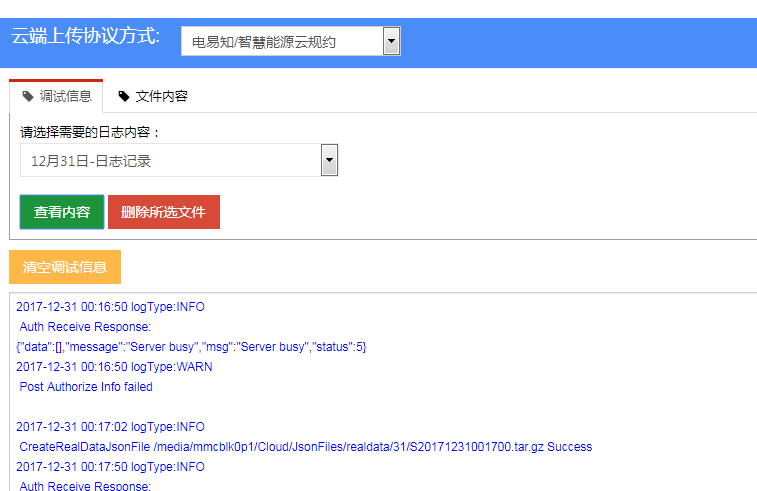 云端上传协议方式:
电易知/智慧能源云规约
调试信息 文件内容
请选择需要的日志内容：
12月31日-日志记录
查看内容 删除所选文件
清空调试信息
2017-12-31 00:16:50 logType:INFO
Auth Receive Response:
{"data":[],"message":"Server busy","msg":"Server busy","status":5}
2017-12-31 00:16:50 logType:WARN
Post Authorize Info failed
2017-12-31 00:17:02 logType:INFO
CreateRealDataJsonFile /media/mmcblk0p1/Cloud/JsonFiles/realdata/31/S20171231001700.tar.gz Success
2017-12-31 00:17:50 logType:INFO
Auth Receive Response: